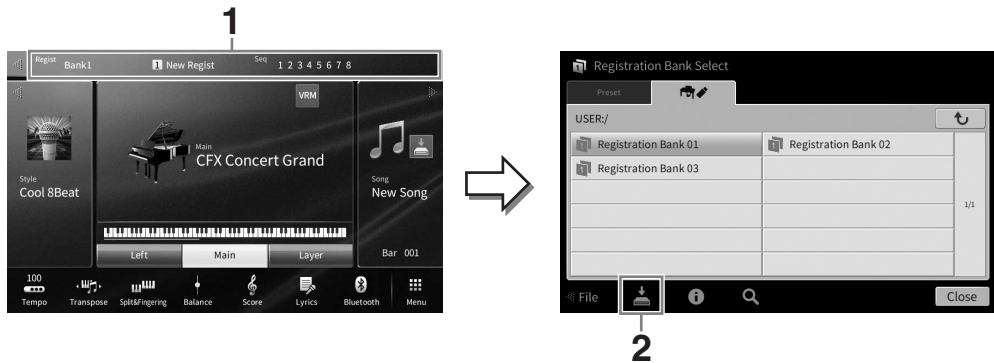 1
Regist Bank1 1 New Regist Seq 1 2 3 4 5 6 7 8
VRM
Style
Cool 8Beat
Main
CFX Concert Grand
Song
New Song
Left Main Layer
Bar 001
100
Tempo Transpose Split&Fingering Balance Score Lyrics Bluetooth Menu
Registration Bank Select
Preset
USER:/
Registration Bank 01 Registration Bank 02
Registration Bank 03
1/1
File Close
2